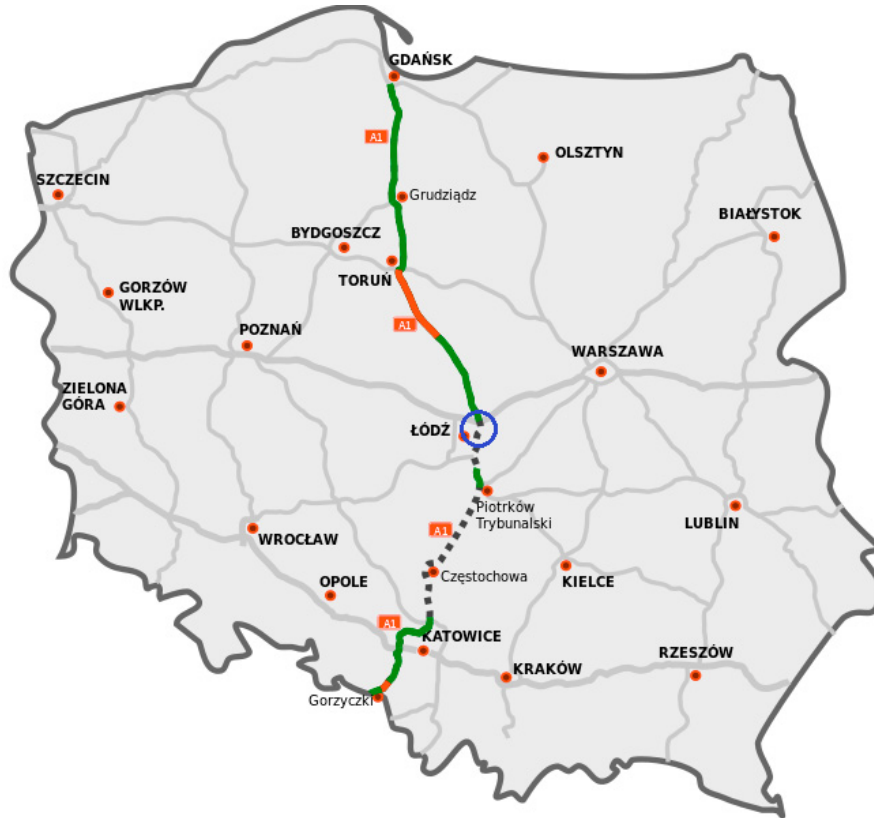 GDAŃSK
A1
OLSZTYN
SZCZECIN
Grudziądz
BIAŁYSTOK
BYDGOSZCZ
TORUŃ
GORZÓW
WLKP.
A1
POZNAŃ
WARSZAWA
ZIELONA
GÓRA
ŁÓDŹ
Piotrków
Trybunalski
A1
LUBLIN
WROCŁAW
Częstochowa
OPOLE
KIELCE
A1
KATOWICE
RZESZÓW
KRAKÓW
Gorzyczki